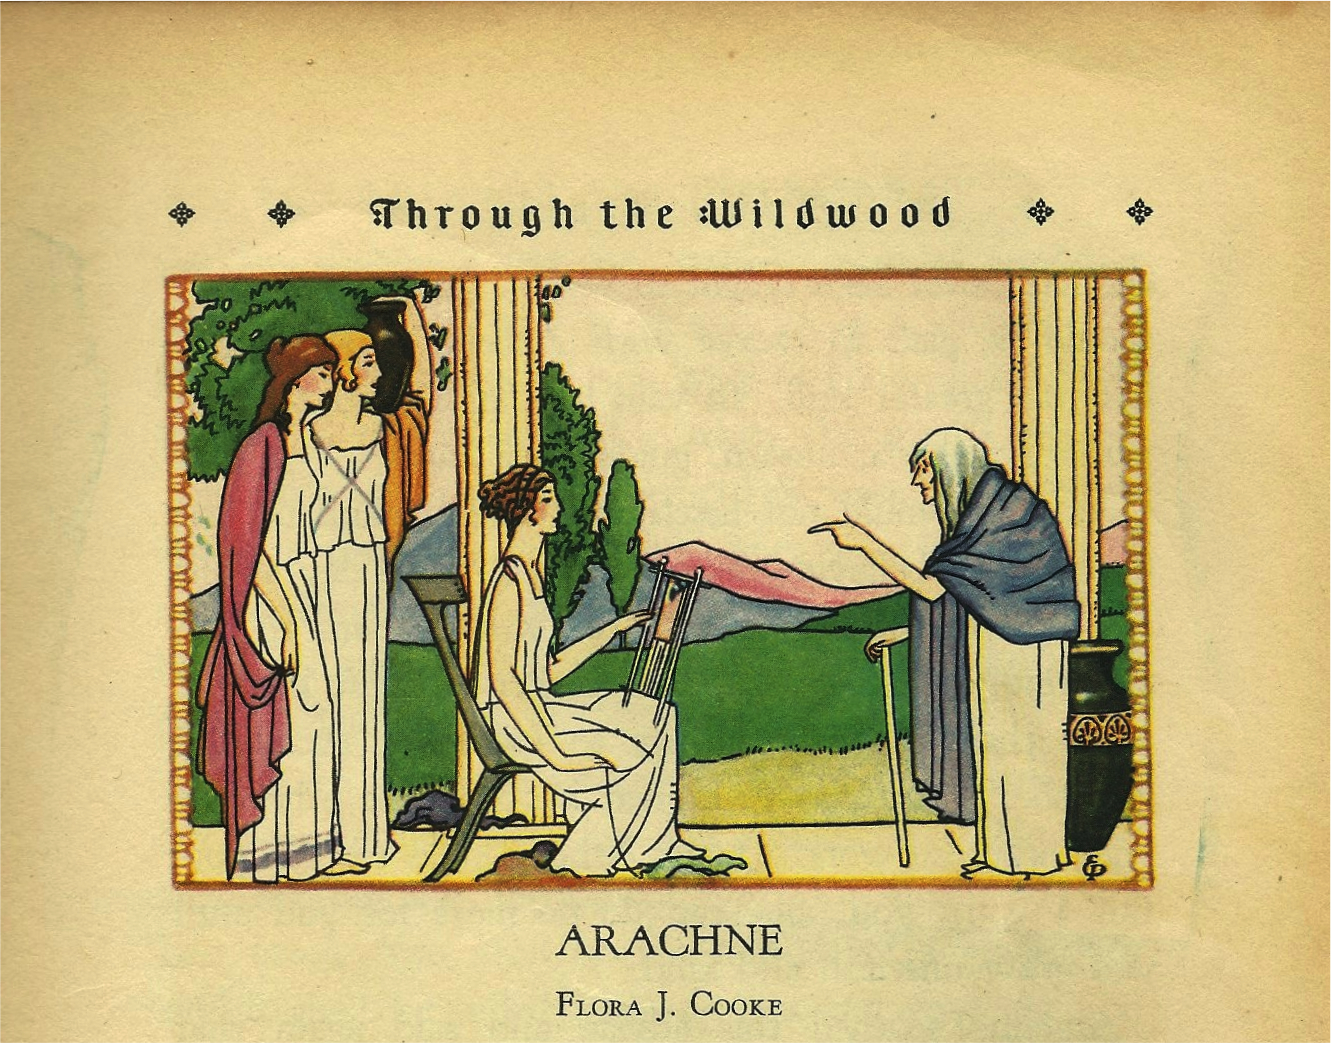 Through the Wildwood
ARACHNE
FLORA J. COOKE